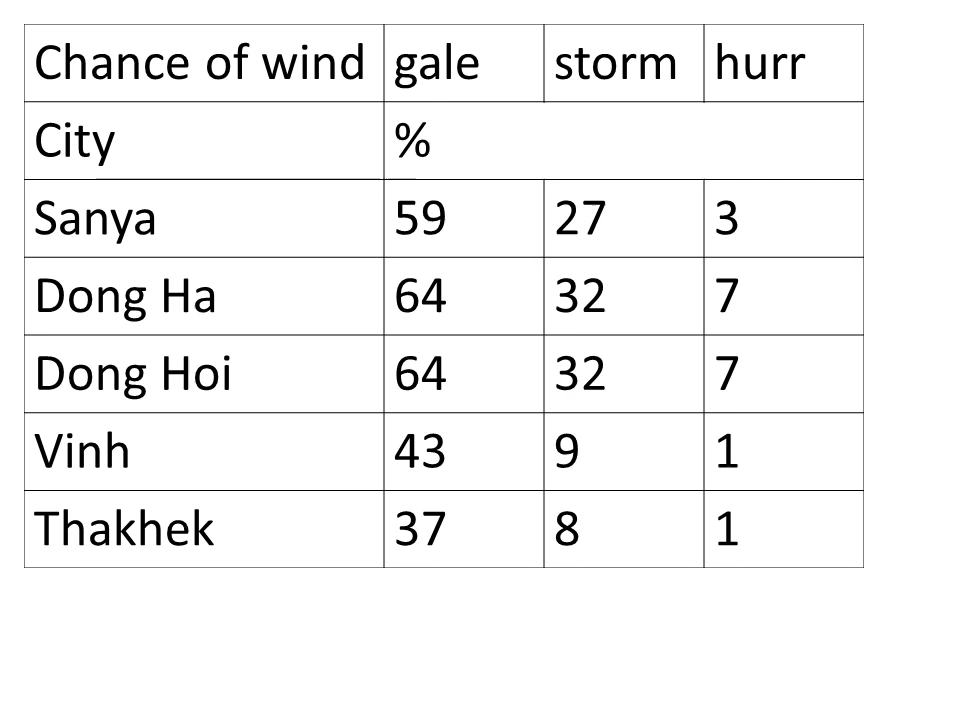 Chance of wind gale storm hurr
City %
Sanya 59 27 3
Dong Ha 64 32 7
Dong Hoi 64 32 7
Vinh 43 9 1
Thakhek 37 8 1